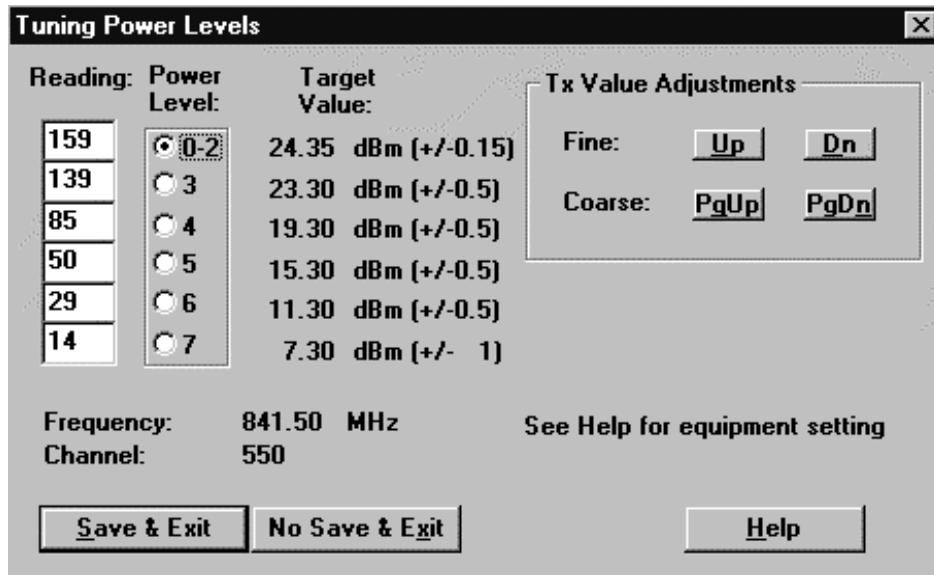 Tuning Power Levels
Reading: Power Level: Target Value: Tx Value Adjustments
159 0-2 24.35 dBm (+/-0.15) Fine: Up Dn
139 3 23.30 dBm (+/-0.5)
85 4 19.30 dBm (+/-0.5) Coarse: PgUp PgDn
50 5 15.30 dBm (+/-0.5)
29 6 11.30 dBm (+/-0.5)
14 7 7.30 dBm (+/- 1)
Frequency: 841.50 MHz See Help for equipment setting
Channel: 550
Save & Exit No Save & Exit Help